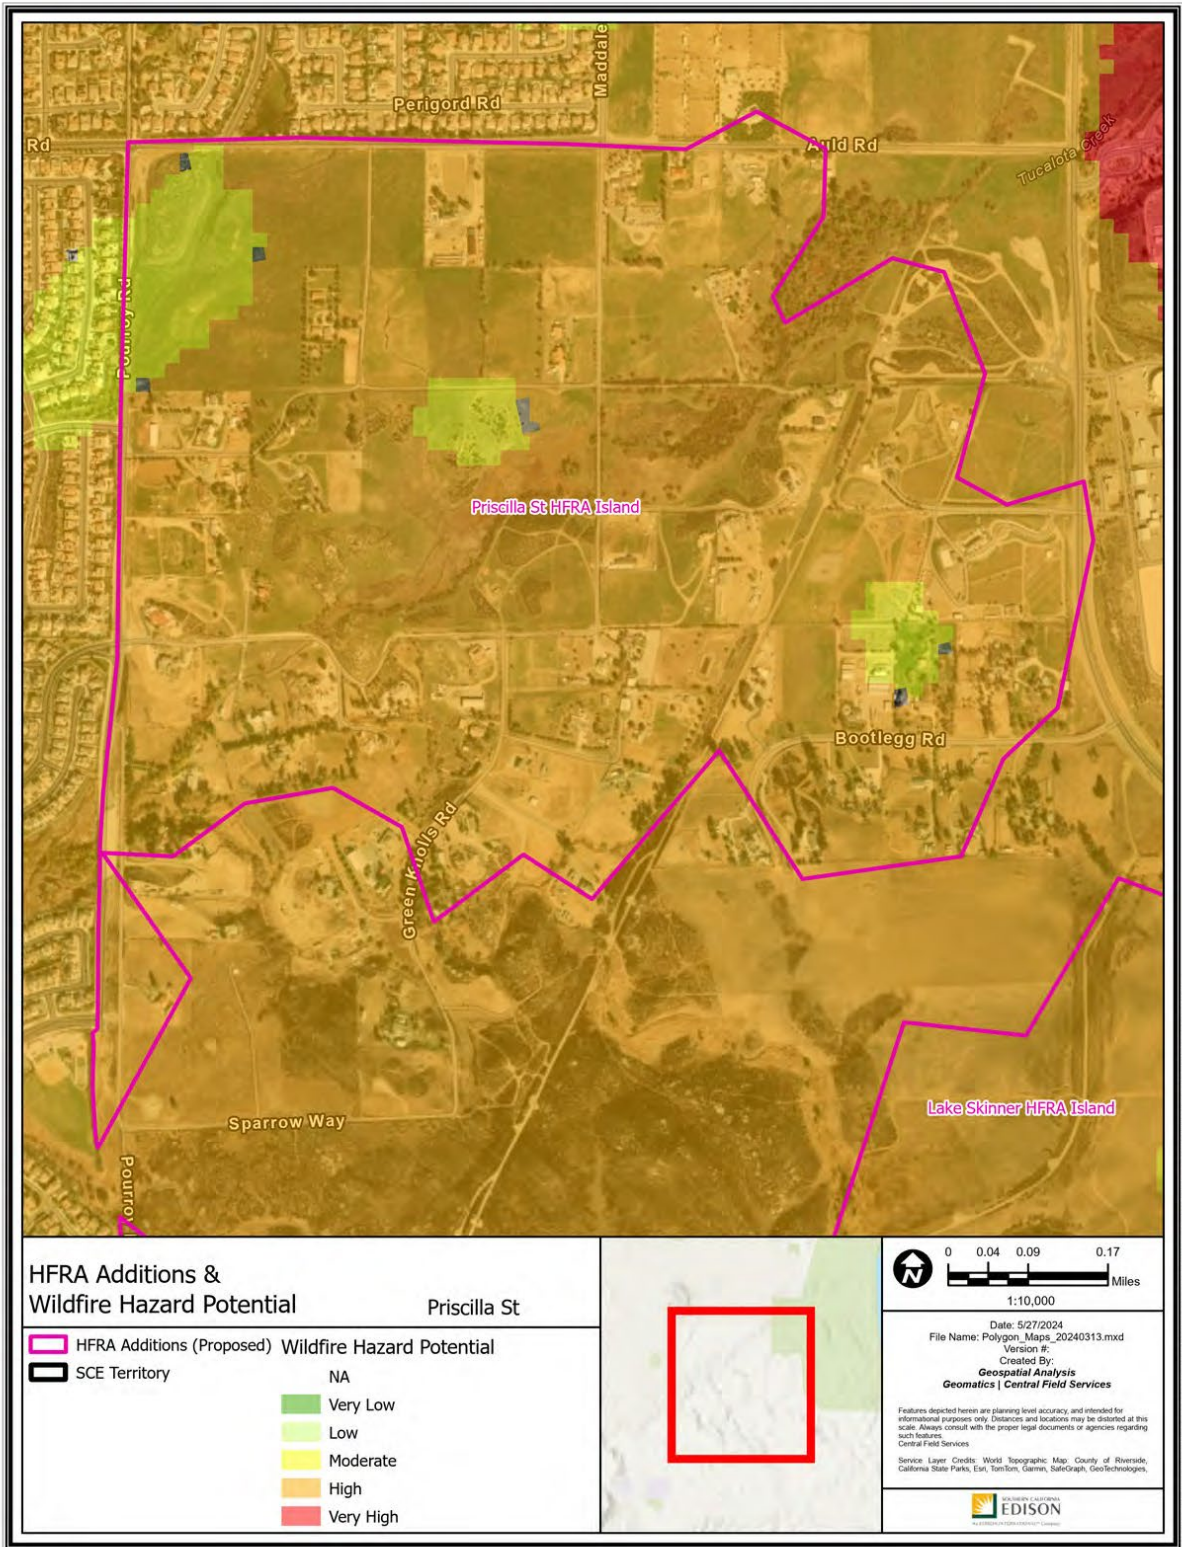 Maddale
Perigord Rd
Rd
Auld Rd
Tucalota Creek
Pourroy Rd
Priscilla St HFRA Island
Bootlegg Rd
Green Knolls Rd
Lake Skinner HFRA Island
Sparrow Way
HFRA Additions &
Wildfire Hazard Potential
Priscilla St
HFRA Additions (Proposed)
SCE Territory
Wildfire Hazard Potential
NA
Very Low
Low
Moderate
High
Very High
N
0 0.04 0.09 0.17
Miles
1:10,000
Date: 5/27/2024
File Name: Polygon_Maps_20240313.mxd
Version #:
Created By:
Geospatial Analysis
Geomatics | Central Field Services
Features depicted herein are planning level accuracy, and intended for
informational purposes only. Distances and locations may be distorted at this
scale. Always consult with the proper legal documents or agencies regarding
such features.
Central Field Services
Service Layer Credits: World Topographic Map: County of Riverside,
California State Parks, Esri, TomTom, Garmin, SafeGraph, GeoTechnologies,
SOUTHERN CALIFORNIA
EDISON
An EDISON INTERNATIONAL® Company